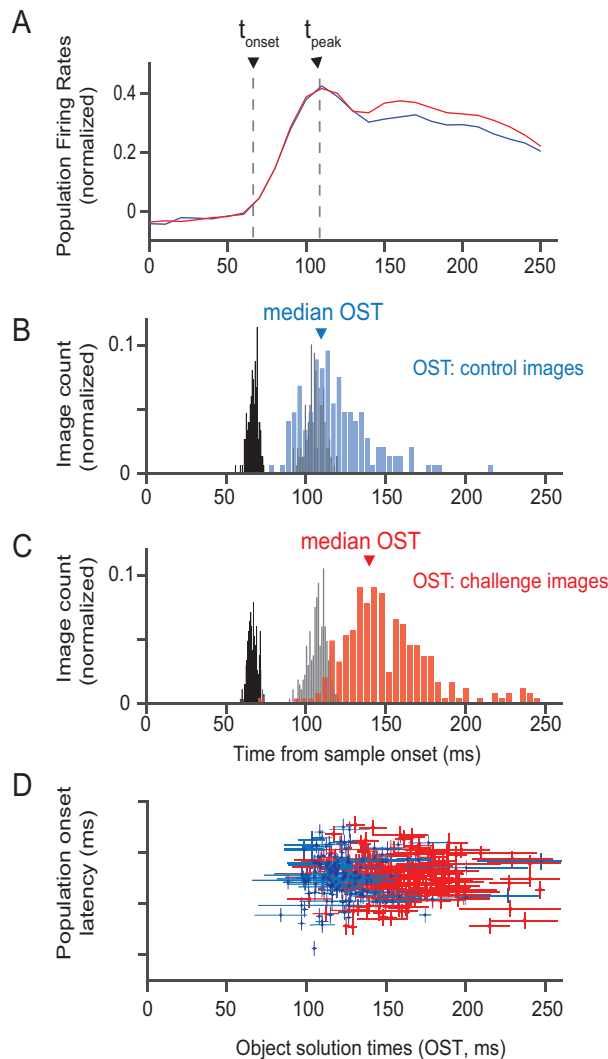 A
t_onset t_peak
Population Firing Rates
(normalized)
0.4
0.2
0
0 50 100 150 200 250
B
median OST
OST: control images
Image count
(normalized)
0.1
0
0 50 100 150 200 250
C
median OST
OST: challenge images
Image count
(normalized)
0.1
0
0 50 100 150 200 250
Time from sample onset (ms)
D
Population onset
latency (ms)
0 50 100 150 200 250
Object solution times (OST, ms)